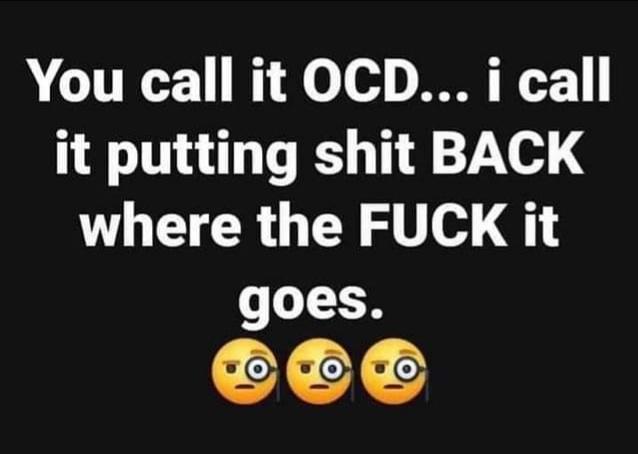 You call it OCD... i call
it putting shit BACK
where the FUCK it
goes.
🧐🧐🧐